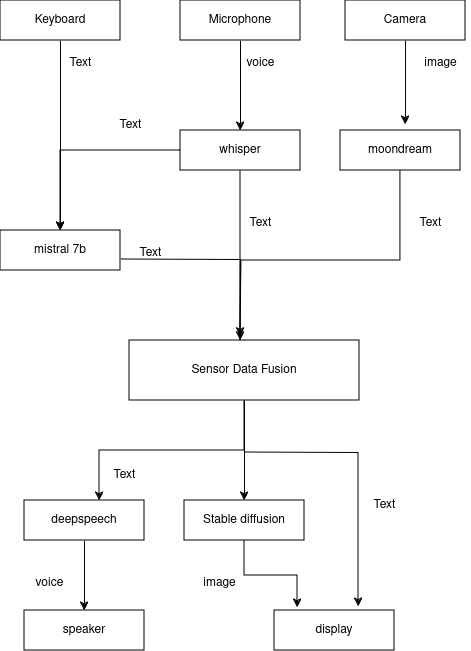 Keyboard
Microphone
Camera
Text
voice
image
Text
whisper
moondream
Text
Text
mistral 7b
Text
Sensor Data Fusion
Text
Text
deepspeech
Stable diffusion
voice
image
speaker
display